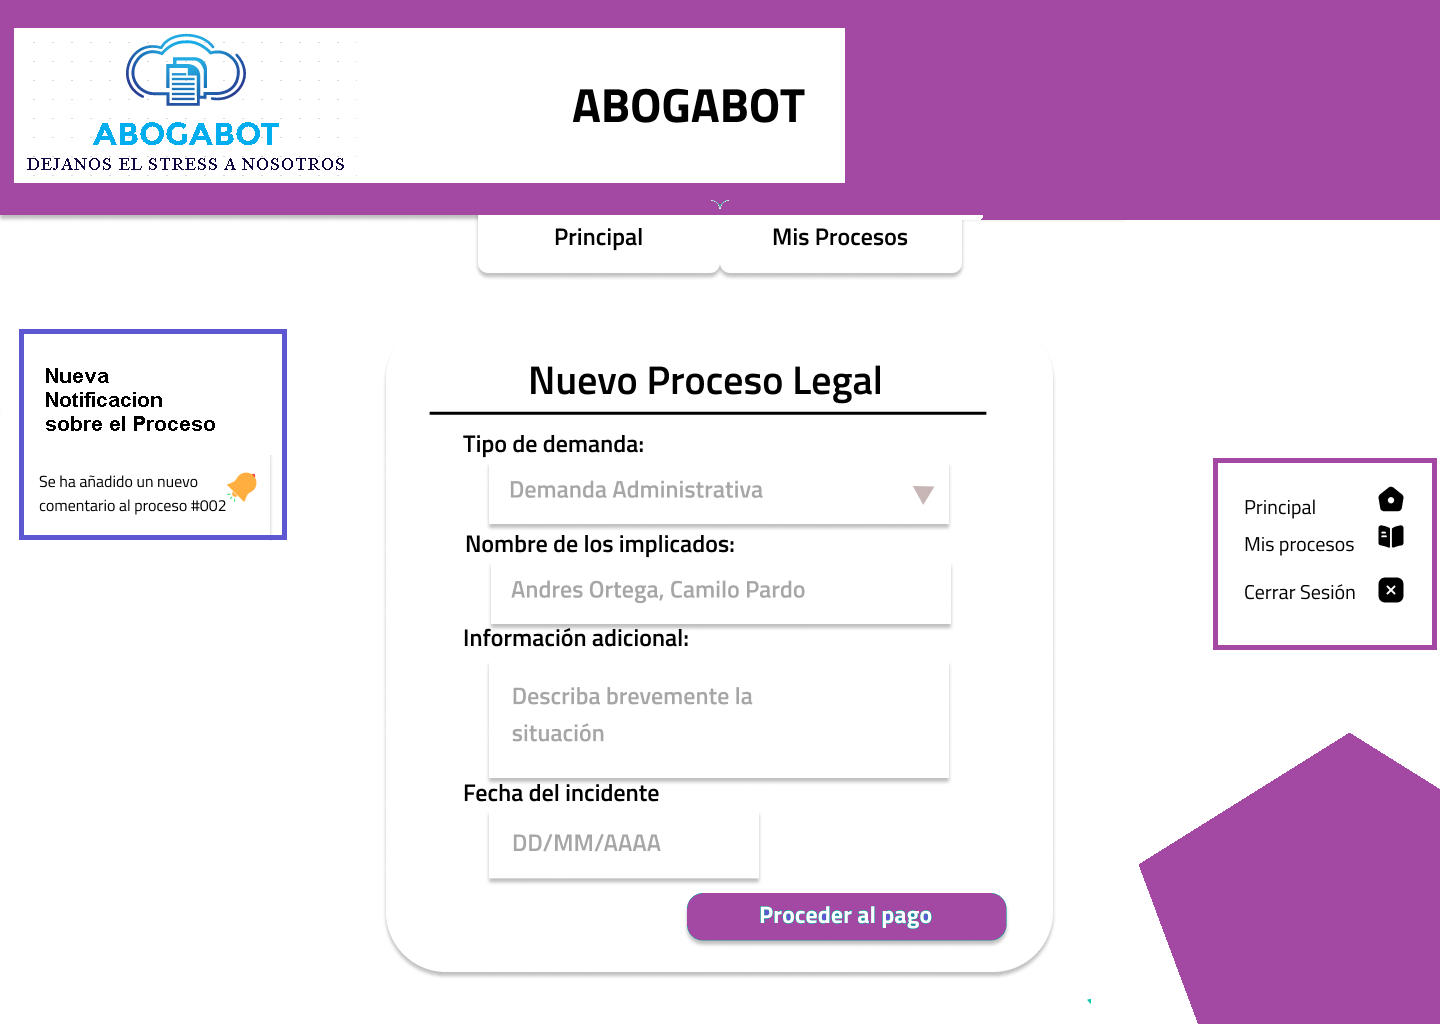 ABOGABOT
DEJANOS EL STRESS A NOSOTROS
ABOGABOT
Principal
Mis Procesos
Nueva
Notificacion
sobre el Proceso
Se ha añadido un nuevo
comentario al proceso #002
Nuevo Proceso Legal
Tipo de demanda:
Demanda Administrativa
Nombre de los implicados:
Andres Ortega, Camilo Pardo
Información adicional:
Describa brevemente la
situación
Fecha del incidente
DD/MM/AAAA
Proceder al pago
Principal
Mis procesos
Cerrar Sesión